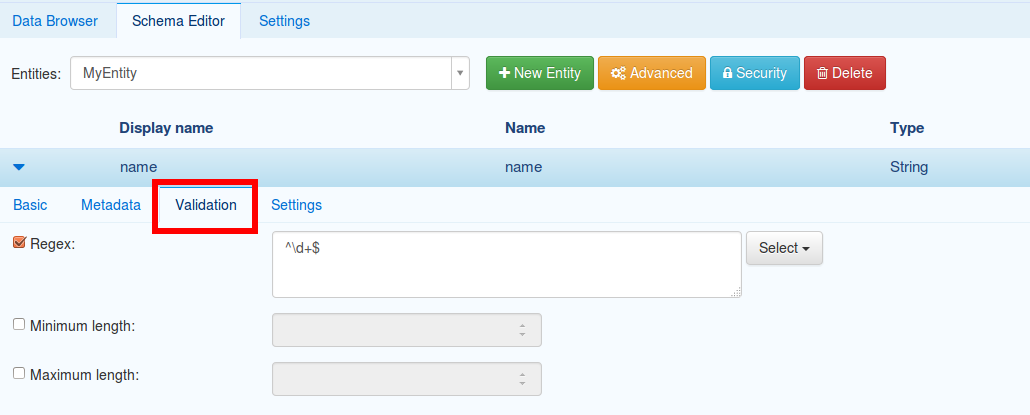 Data Browser Schema Editor Settings
Entities: MyEntity New Entity Advanced Security Delete
Display name Name Type
name name String
Basic Metadata Validation Settings
Regex: ^\d+$ Select
Minimum length:
Maximum length: